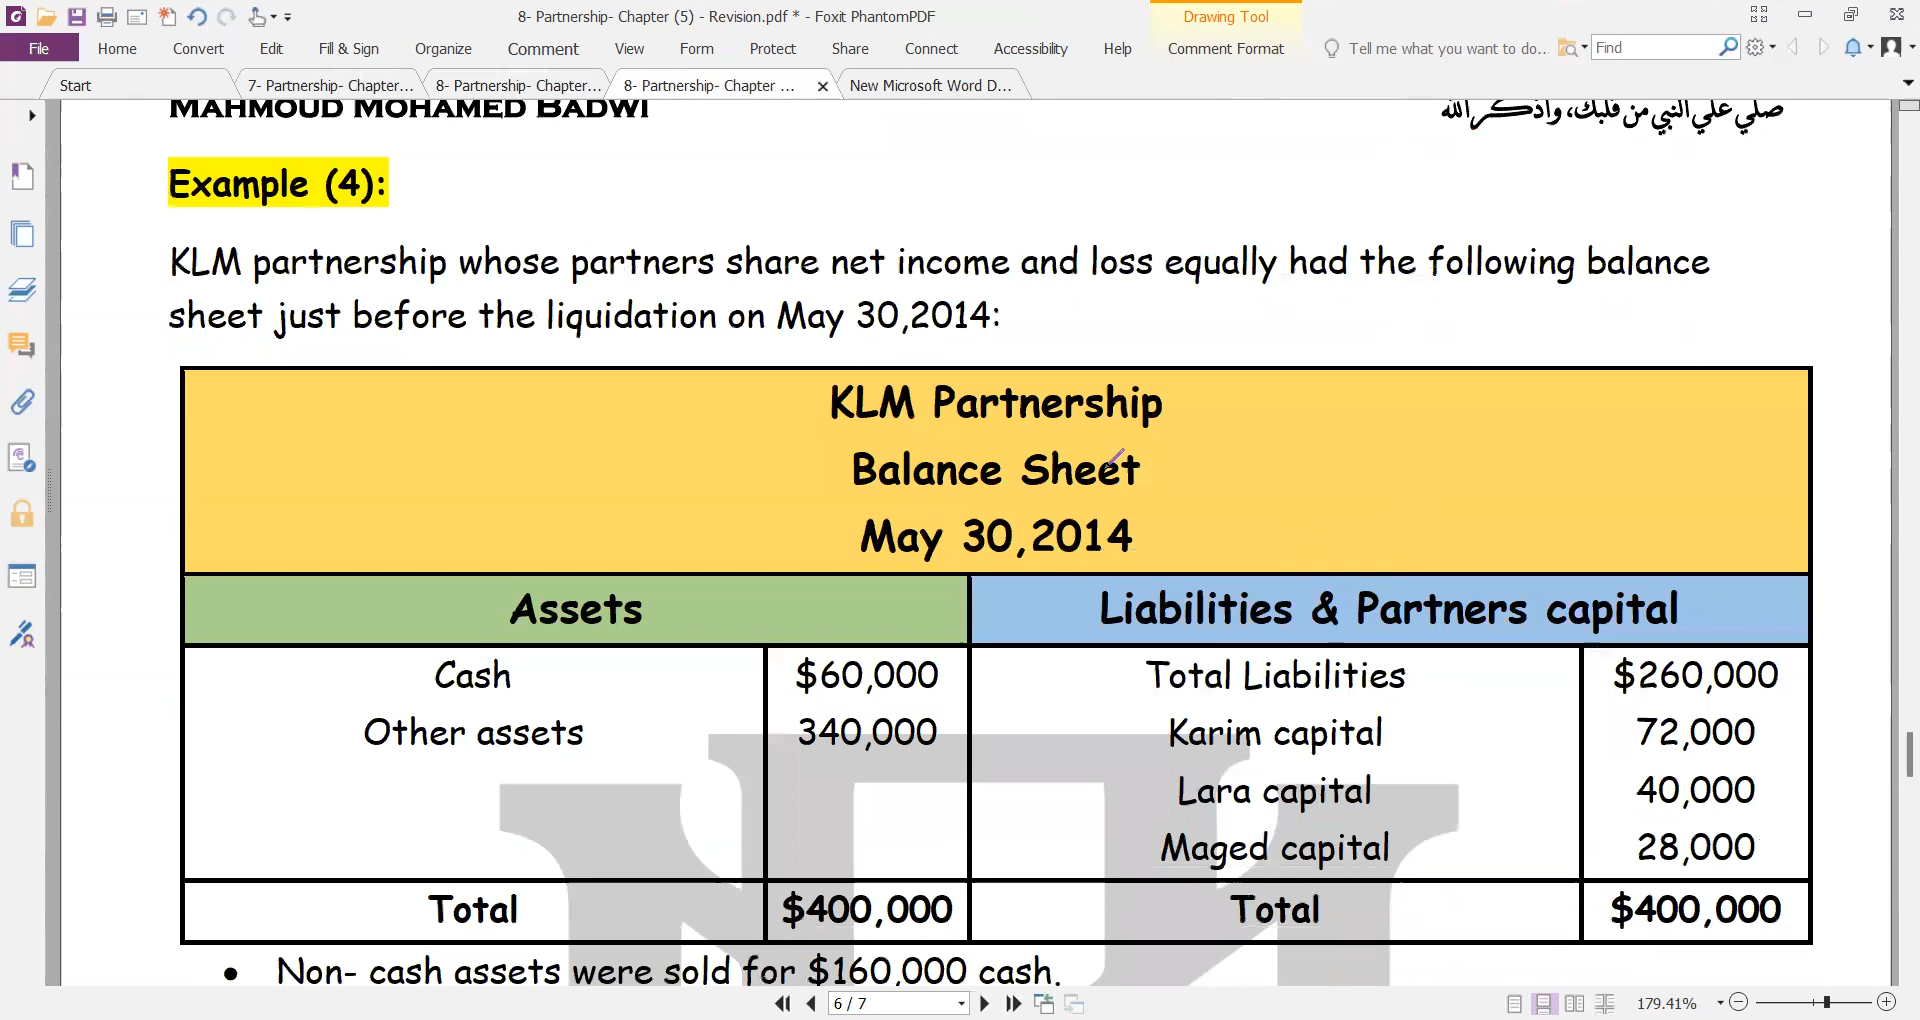 8- Partnership- Chapter (5) - Revision.pdf * - Foxit PhantomPDF
Drawing Tool
File Home Convert Edit Fill & Sign Organize Comment View Form Protect Share Connect Accessibility Help Comment Format Tell me what you want to do... Find
Start 7- Partnership- Chapter... 8- Partnership- Chapter... 8- Partnership- Chapter ... New Microsoft Word D...
MAHMOUD MOHAMED BADWI صلي علي النبي من قلبك، واذكر الله
Example (4):
KLM partnership whose partners share net income and loss equally had the following balance
sheet just before the liquidation on May 30,2014:
KLM Partnership
Balance Sheet
May 30,2014
Assets Liabilities & Partners capital
Cash $60,000 Total Liabilities $260,000
Other assets 340,000 Karim capital 72,000
Lara capital 40,000
Maged capital 28,000
Total $400,000 Total $400,000
• Non- cash assets were sold for $160,000 cash.
6 / 7 179.41%